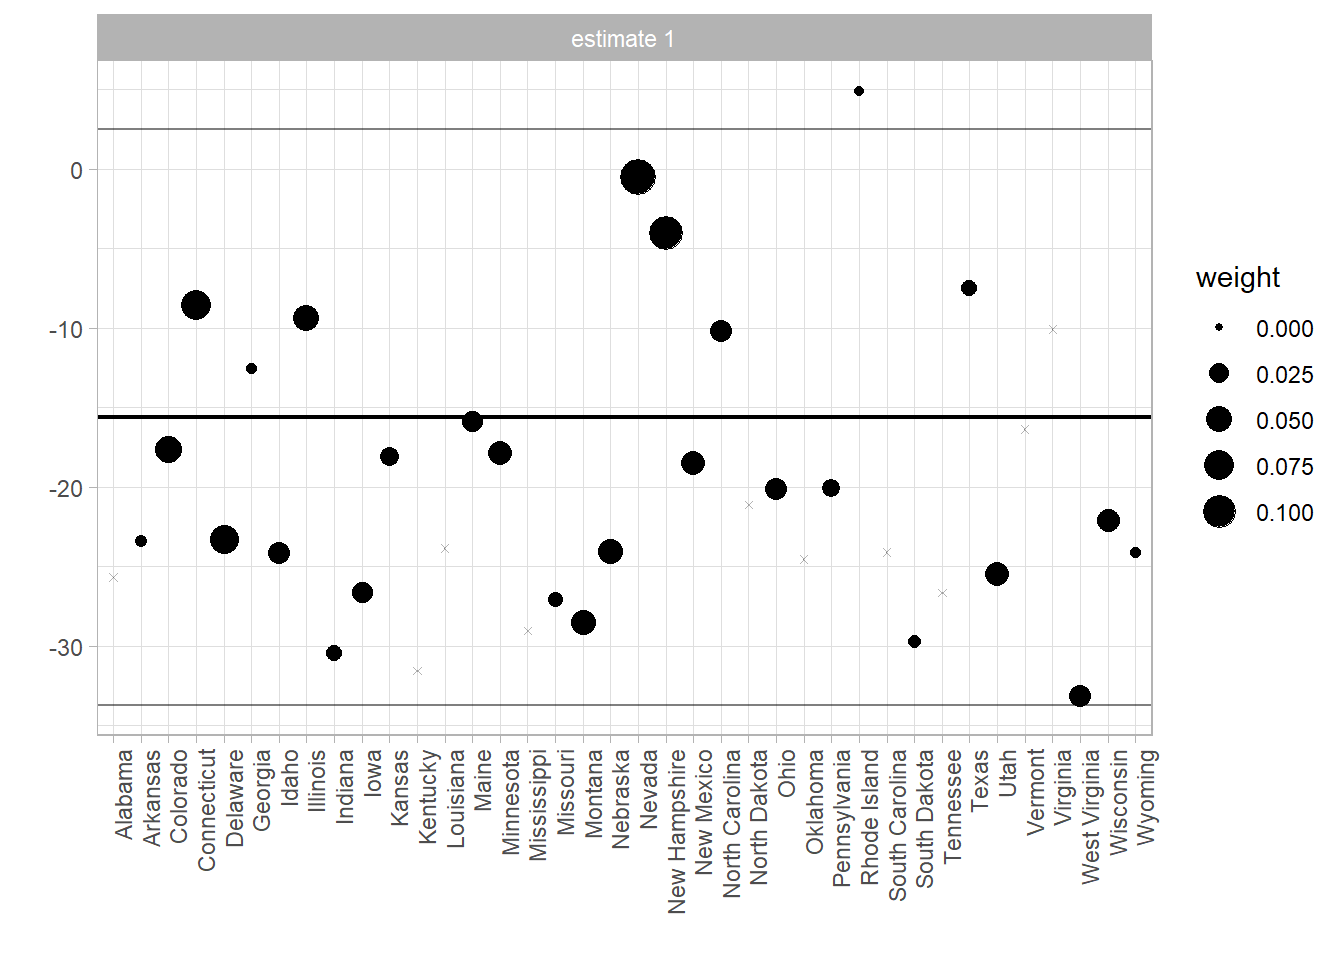 estimate 1
0
-10
-20
-30
Alabama
Arkansas
Colorado
Connecticut
Delaware
Georgia
Idaho
Illinois
Indiana
Iowa
Kansas
Kentucky
Louisiana
Maine
Minnesota
Mississippi
Missouri
Montana
Nebraska
Nevada
New Hampshire
New Mexico
North Carolina
North Dakota
Ohio
Oklahoma
Pennsylvania
Rhode Island
South Carolina
South Dakota
Tennessee
Texas
Utah
Vermont
Virginia
West Virginia
Wisconsin
Wyoming
weight
0.000
0.025
0.050
0.075
0.100